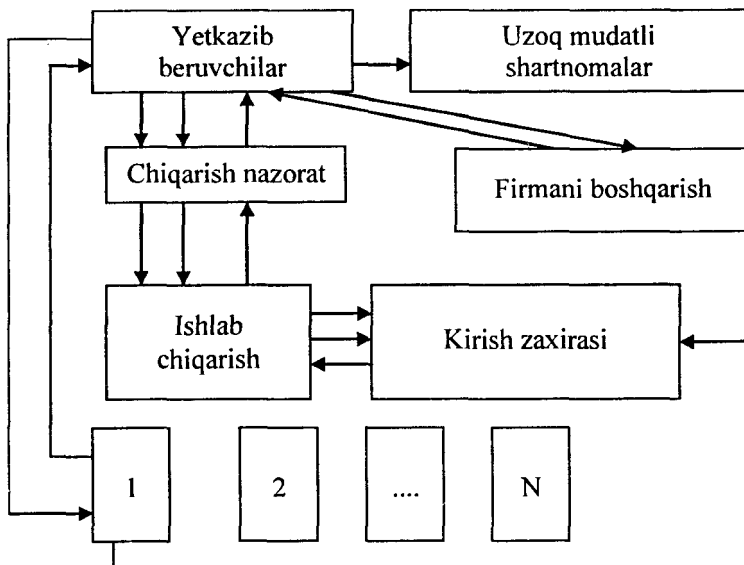 Yetkazib
beruvchilar
Uzoq mudatli
shartnomalar
Chiqarish nazorat
Firmani boshqarish
Ishlab
chiqarish
Kirish zaxirasi
1
2
....
N